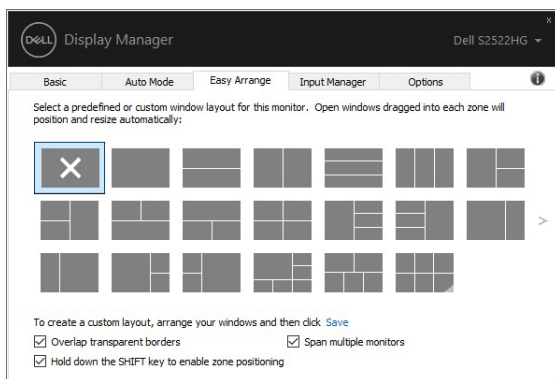 x
DELL Display Manager Dell S2522HG
Basic Auto Mode Easy Arrange Input Manager Options i
Select a predefined or custom window layout for this monitor. Open windows dragged into each zone will
position and resize automatically:
>
To create a custom layout, arrange your windows and then click Save
Overlap transparent borders Span multiple monitors
Hold down the SHIFT key to enable zone positioning